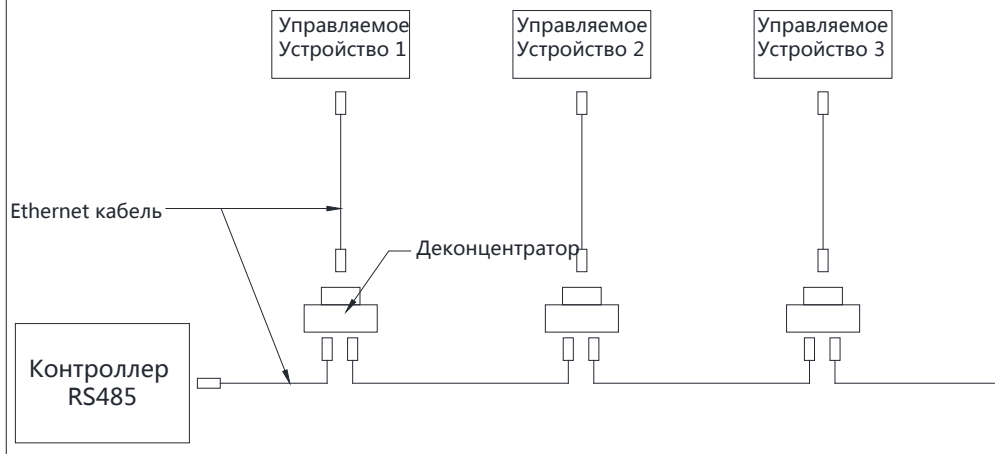 Управляемое
Устройство 1
Управляемое
Устройство 2
Управляемое
Устройство 3
Ethernet кабель
Деконцентратор
Контроллер
RS485